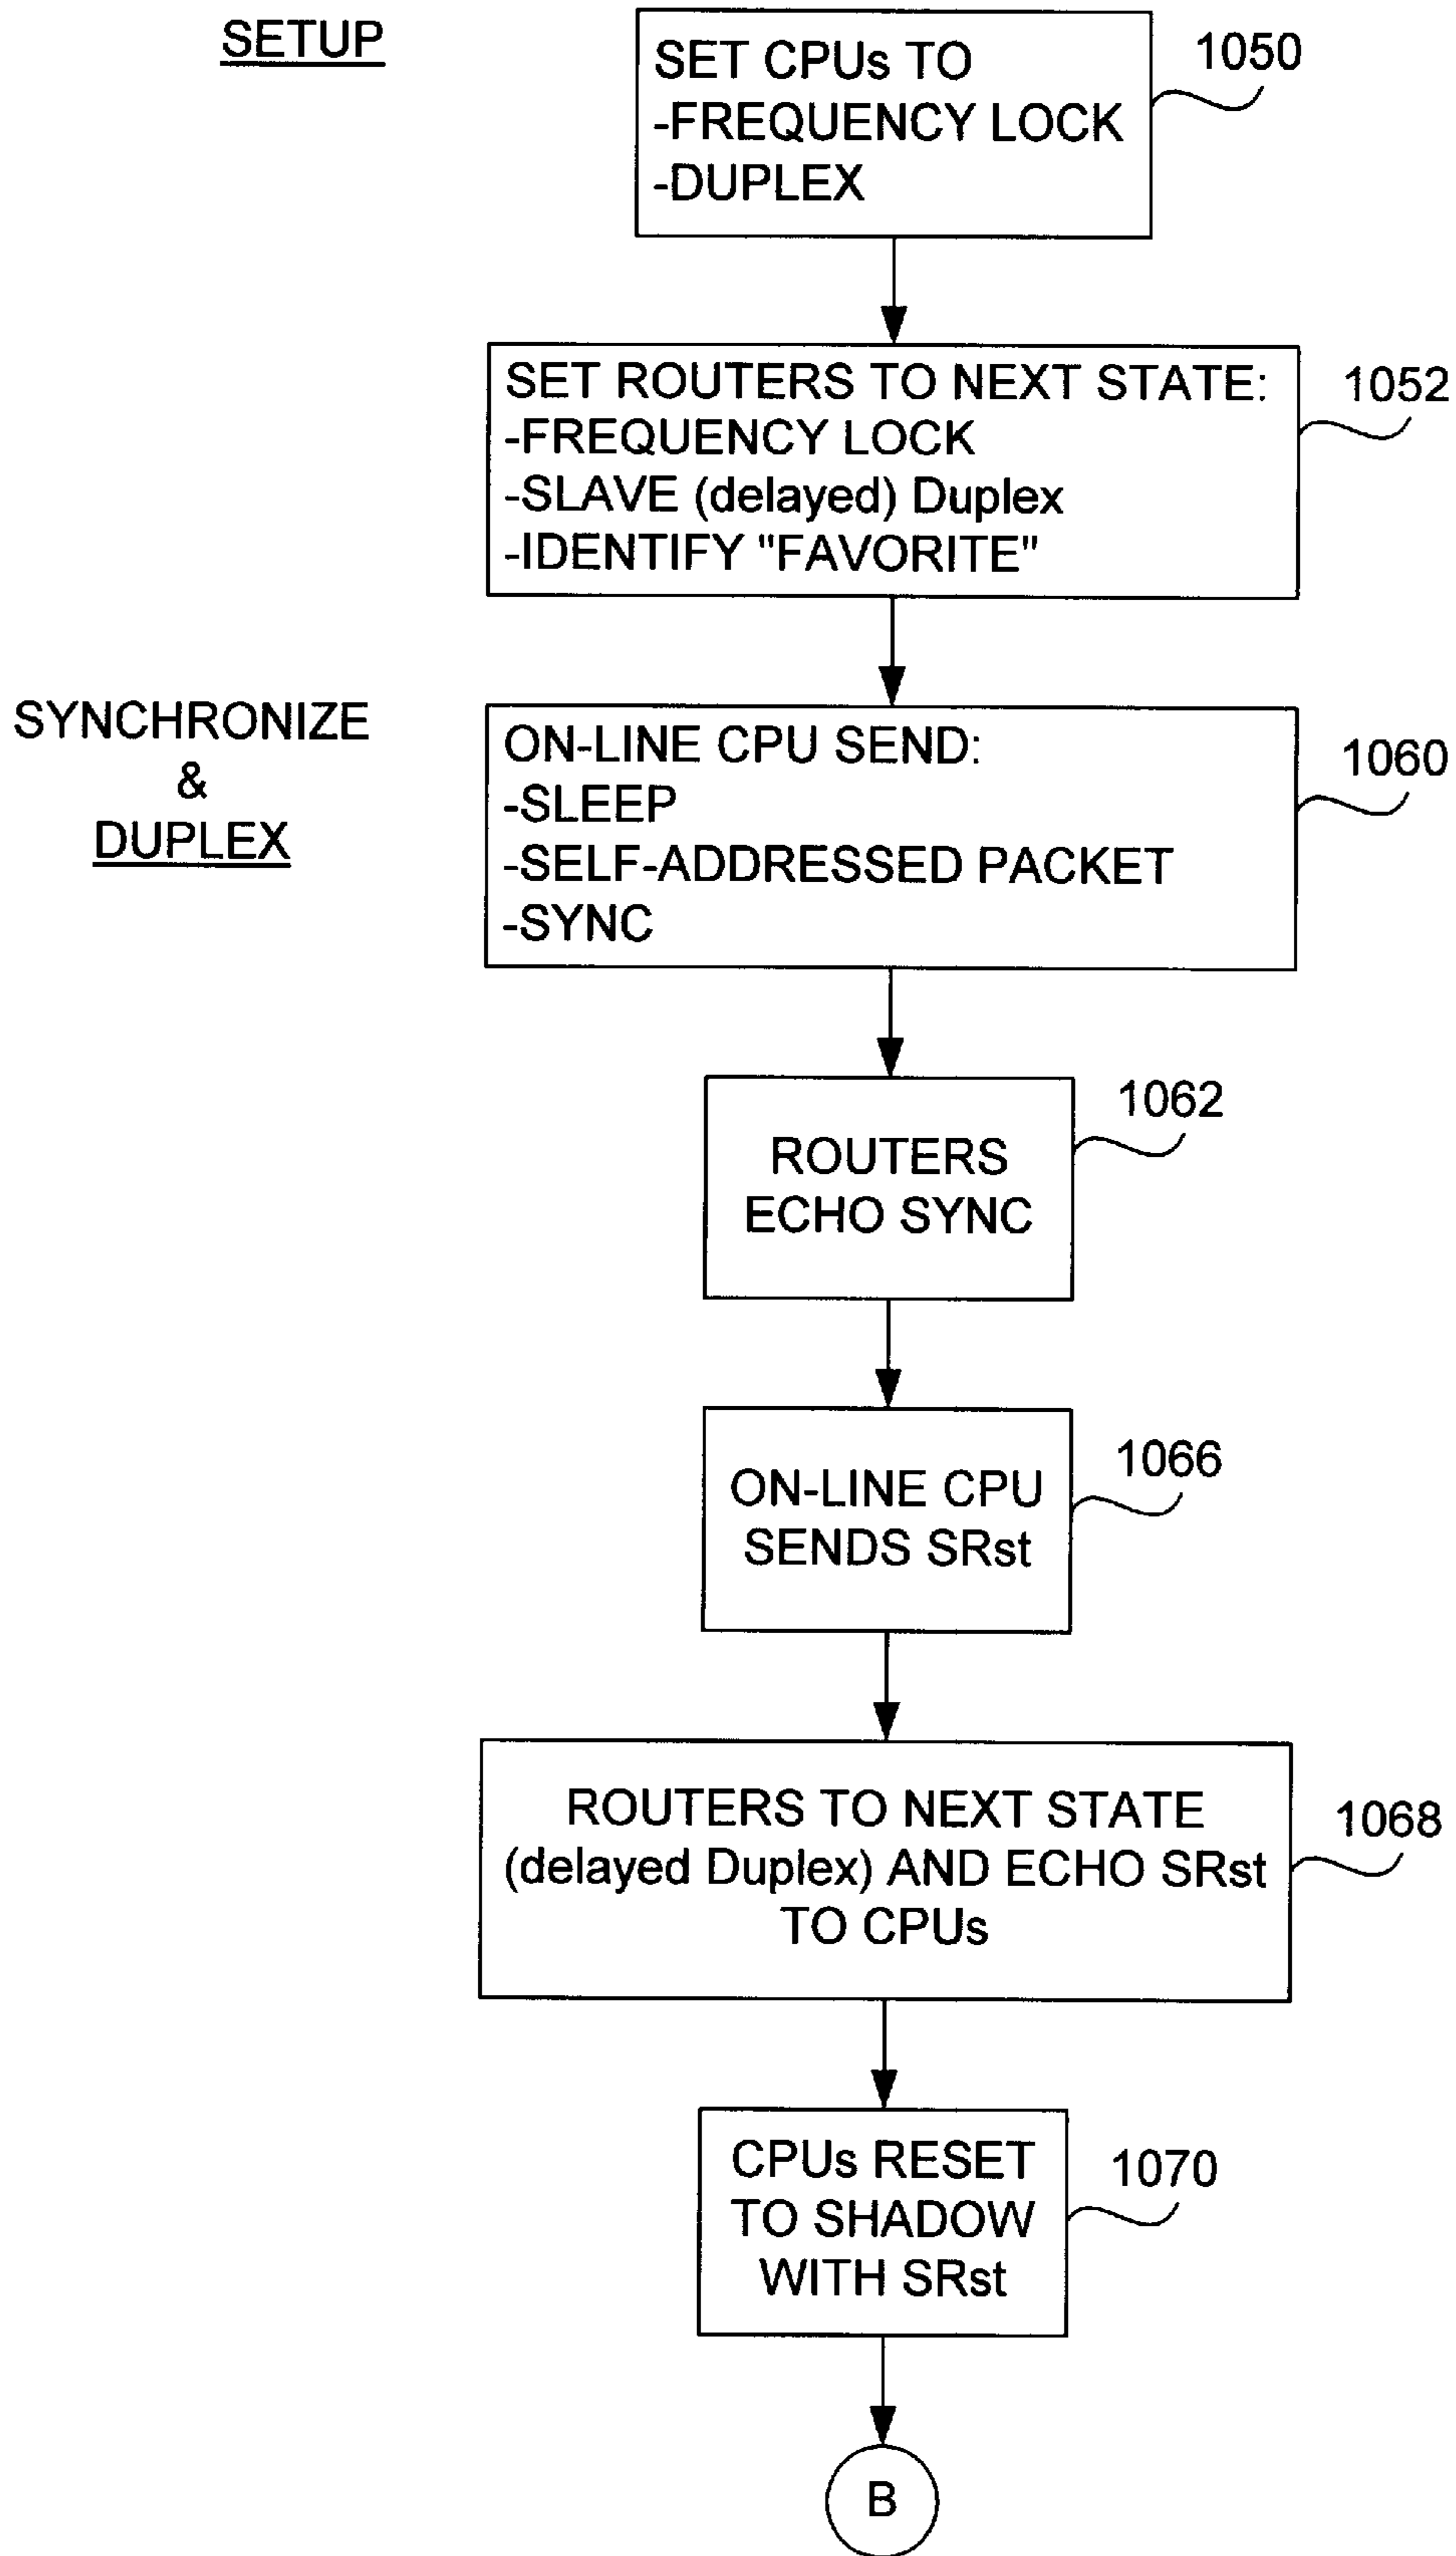 SETUP
SET CPUs TO
-FREQUENCY LOCK
-DUPLEX
1050
SET ROUTERS TO NEXT STATE:
-FREQUENCY LOCK
-SLAVE (delayed) Duplex
-IDENTIFY "FAVORITE"
1052
SYNCHRONIZE
&
DUPLEX
ON-LINE CPU SEND:
-SLEEP
-SELF-ADDRESSED PACKET
-SYNC
1060
ROUTERS
ECHO SYNC
1062
ON-LINE CPU
SENDS SRst
1066
ROUTERS TO NEXT STATE
(delayed Duplex) AND ECHO SRst
TO CPUs
1068
CPUs RESET
TO SHADOW
WITH SRst
1070
B